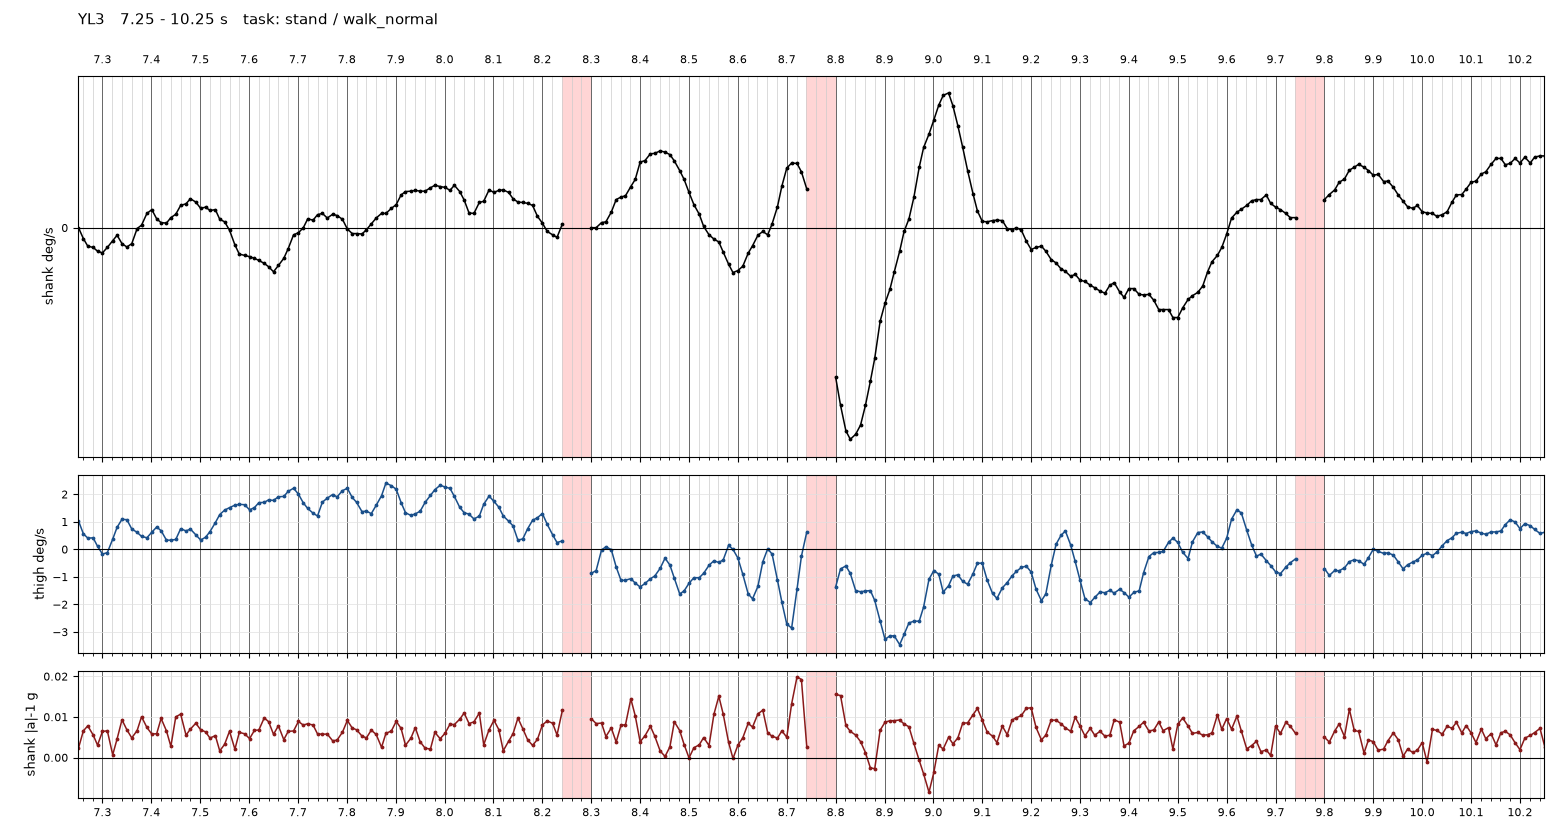 YL3   7.25 - 10.25 s   task: stand / walk_normal
7.3 7.4 7.5 7.6 7.7 7.8 7.9 8.0 8.1 8.2 8.3 8.4 8.5 8.6 8.7 8.8 8.9 9.0 9.1 9.2 9.3 9.4 9.5 9.6 9.7 9.8 9.9 10.0 10.1 10.2
0
shank deg/s
2
1
0
−1
−2
−3
thigh deg/s
0.02
0.01
0.00
shank |a|-1 g
7.3 7.4 7.5 7.6 7.7 7.8 7.9 8.0 8.1 8.2 8.3 8.4 8.5 8.6 8.7 8.8 8.9 9.0 9.1 9.2 9.3 9.4 9.5 9.6 9.7 9.8 9.9 10.0 10.1 10.2